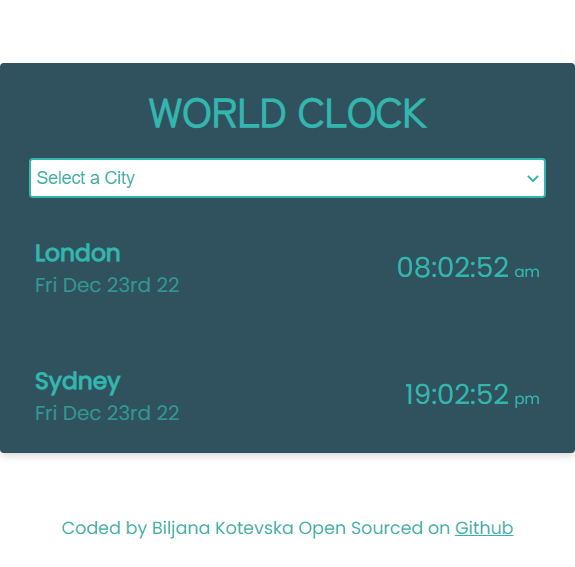 WORLD CLOCK
Select a City
London
Fri Dec 23rd 22
08:02:52 am
Sydney
Fri Dec 23rd 22
19:02:52 pm
Coded by Biljana Kotevska Open Sourced on Github